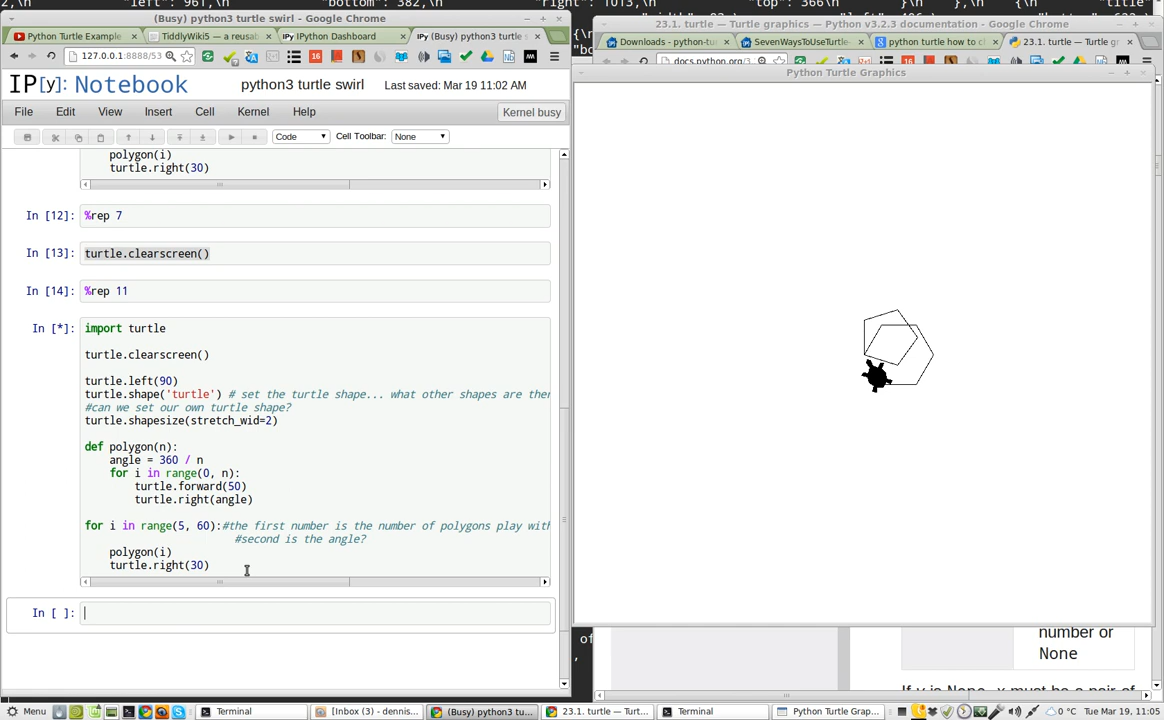 2,\n "left": 961,\n "bottom": 382,\n "right": 1013,\n "top": 366\n }\n },\n {\n "title"
(Busy) python3 turtle swirl - Google Chrome
Python Turtle Example
TiddlyWiki5 — a reusab
IPython Dashboard
(Busy) python3 turtle s
127.0.0.1:8888/53
IP[y]: Notebook
python3 turtle swirl
Last saved: Mar 19 11:02 AM
File Edit View Insert Cell Kernel Help
Kernel busy
Code
Cell Toolbar: None
polygon(i)
turtle.right(30)
In [12]: %rep 7
In [13]: turtle.clearscreen()
In [14]: %rep 11
In [*]: import turtle
turtle.clearscreen()
turtle.left(90)
turtle.shape('turtle') # set the turtle shape... what other shapes are ther
#can we set our own turtle shape?
turtle.shapesize(stretch_wid=2)
def polygon(n):
angle = 360 / n
for i in range(0, n):
turtle.forward(50)
turtle.right(angle)
for i in range(5, 60):#the first number is the number of polygons play with
#second is the angle?
polygon(i)
turtle.right(30)
In [ ]:
23.1. turtle — Turtle graphics — Python v3.2.3 documentation - Google Chrome
Downloads - python-tu
SevenWaysToUseTurtle
python turtle how to c
23.1. turtle — Turtle gr
docs.python.org/3
Python Turtle Graphics
of
number or
None
Menu
Terminal
[Inbox (3) - dennis...
(Busy) python3 tu...
23.1. turtle — Turt...
Terminal
Python Turtle Grap...
0 °C
Tue Mar 19, 11:05